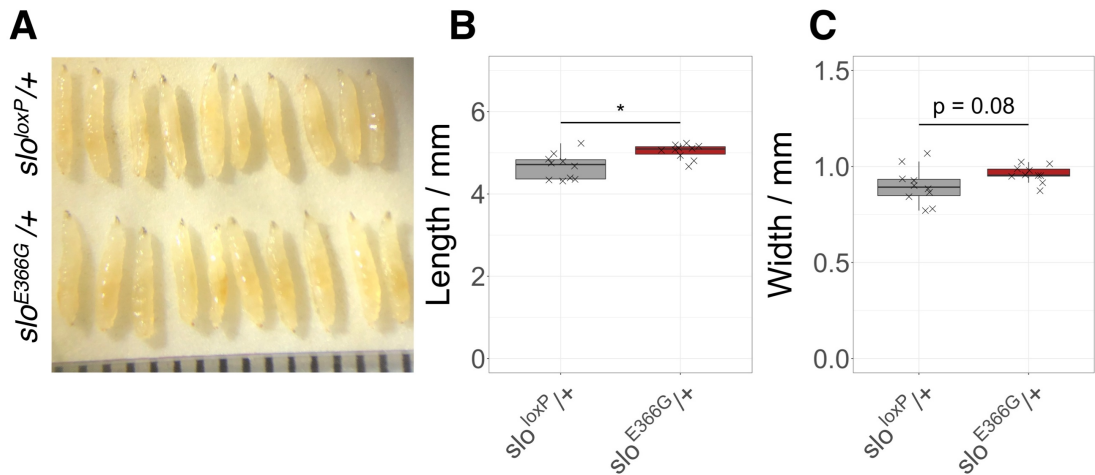 A
slo^loxP/+
slo^E366G/+
B
Length / mm
6
4
2
0
*
slo^loxP/+
slo^E366G/+
C
Width / mm
1.5
1.0
0.5
0.0
p = 0.08
slo^loxP/+
slo^E366G/+